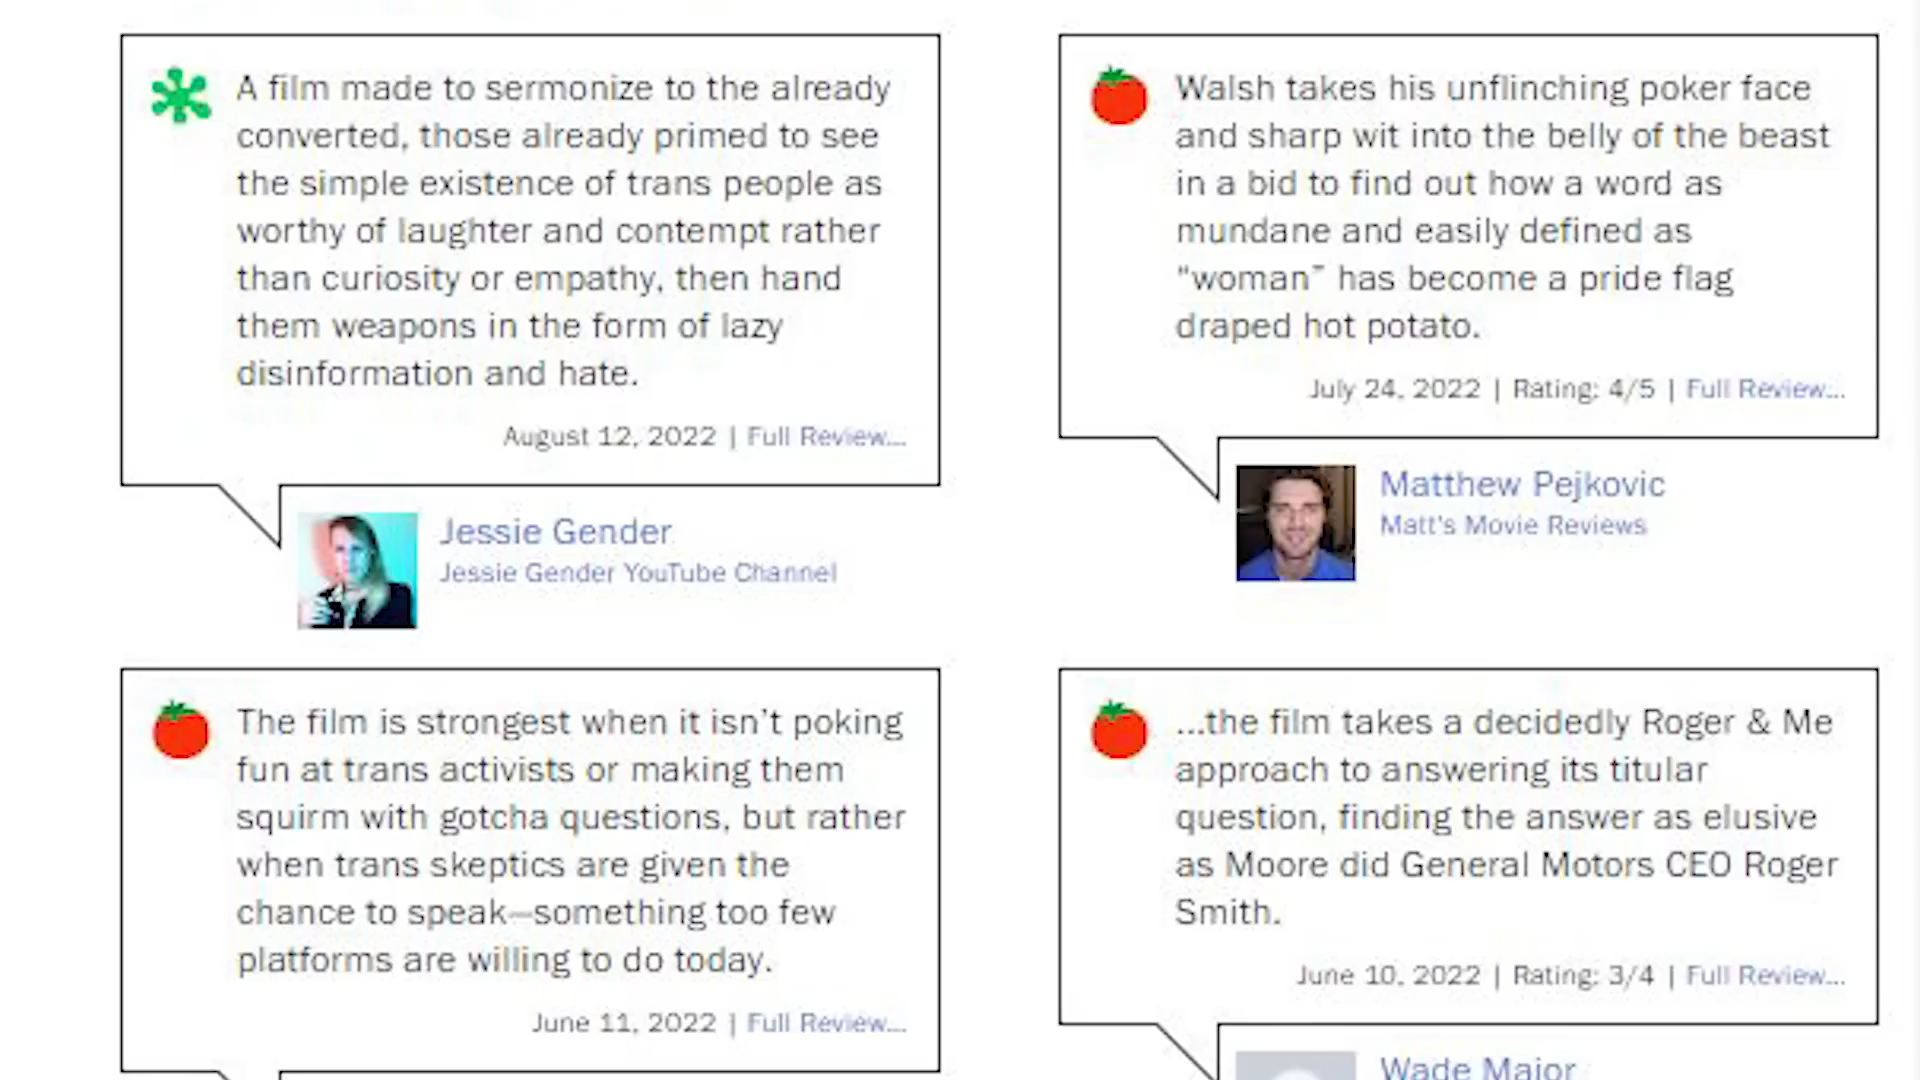 A film made to sermonize to the already
converted, those already primed to see
the simple existence of trans people as
worthy of laughter and contempt rather
than curiosity or empathy, then hand
them weapons in the form of lazy
disinformation and hate.
August 12, 2022 | Full Review...
Jessie Gender
Jessie Gender YouTube Channel
Walsh takes his unflinching poker face
and sharp wit into the belly of the beast
in a bid to find out how a word as
mundane and easily defined as
“woman” has become a pride flag
draped hot potato.
July 24, 2022 | Rating: 4/5 | Full Review...
Matthew Pejkovic
Matt's Movie Reviews
The film is strongest when it isn't poking
fun at trans activists or making them
squirm with gotcha questions, but rather
when trans skeptics are given the
chance to speak—something too few
platforms are willing to do today.
June 11, 2022 | Full Review...
...the film takes a decidedly Roger & Me
approach to answering its titular
question, finding the answer as elusive
as Moore did General Motors CEO Roger
Smith.
June 10, 2022 | Rating: 3/4 | Full Review...
Wade Major